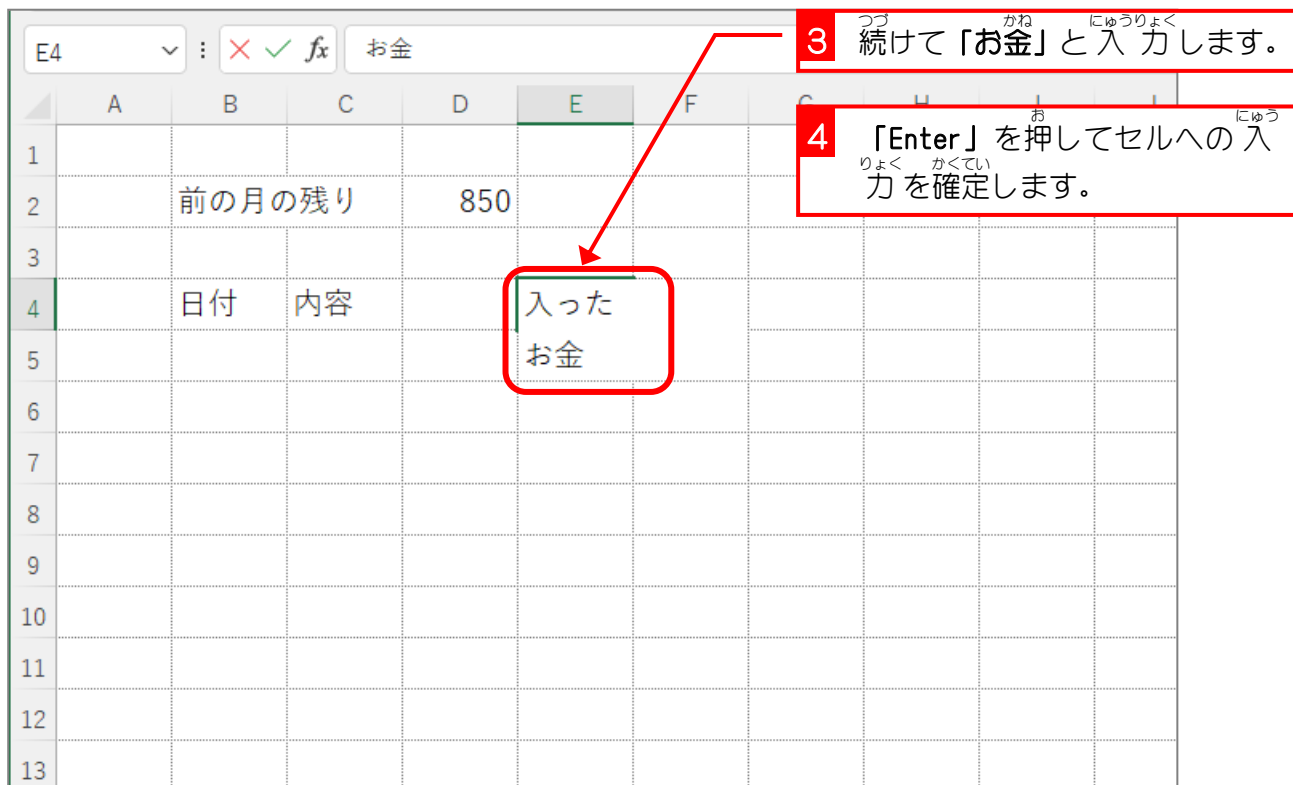 E4 お金
3 続けて「お金」と入力します。
つづ かね にゅうりょく
4 「Enter」を押してセルへの入
お にゅう
力を確定します。
りょく かくてい
A B C D E F
1
2 前の月の残り 850
3
4 日付 内容 入った
5 お金
6
7
8
9
10
11
12
13